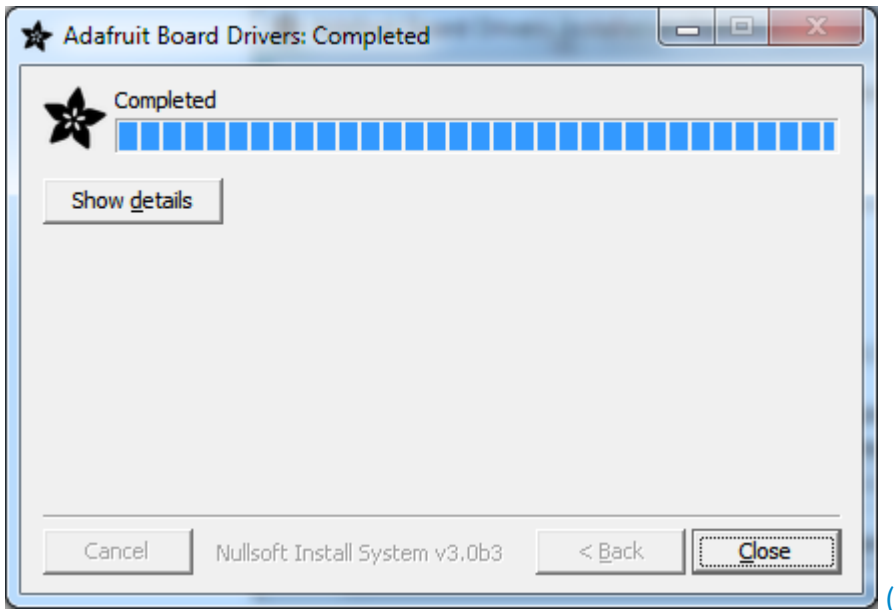 Adafruit Board Drivers: Completed
Completed
Show details
Cancel
Nullsoft Install System v3.0b3
< Back
Close
(